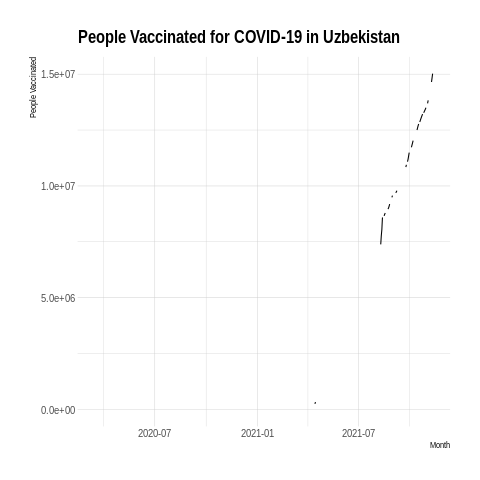 People Vaccinated for COVID-19 in Uzbekistan
People Vaccinated
1.5e+07
1.0e+07
5.0e+06
0.0e+00
2020-07 2021-01 2021-07
Month